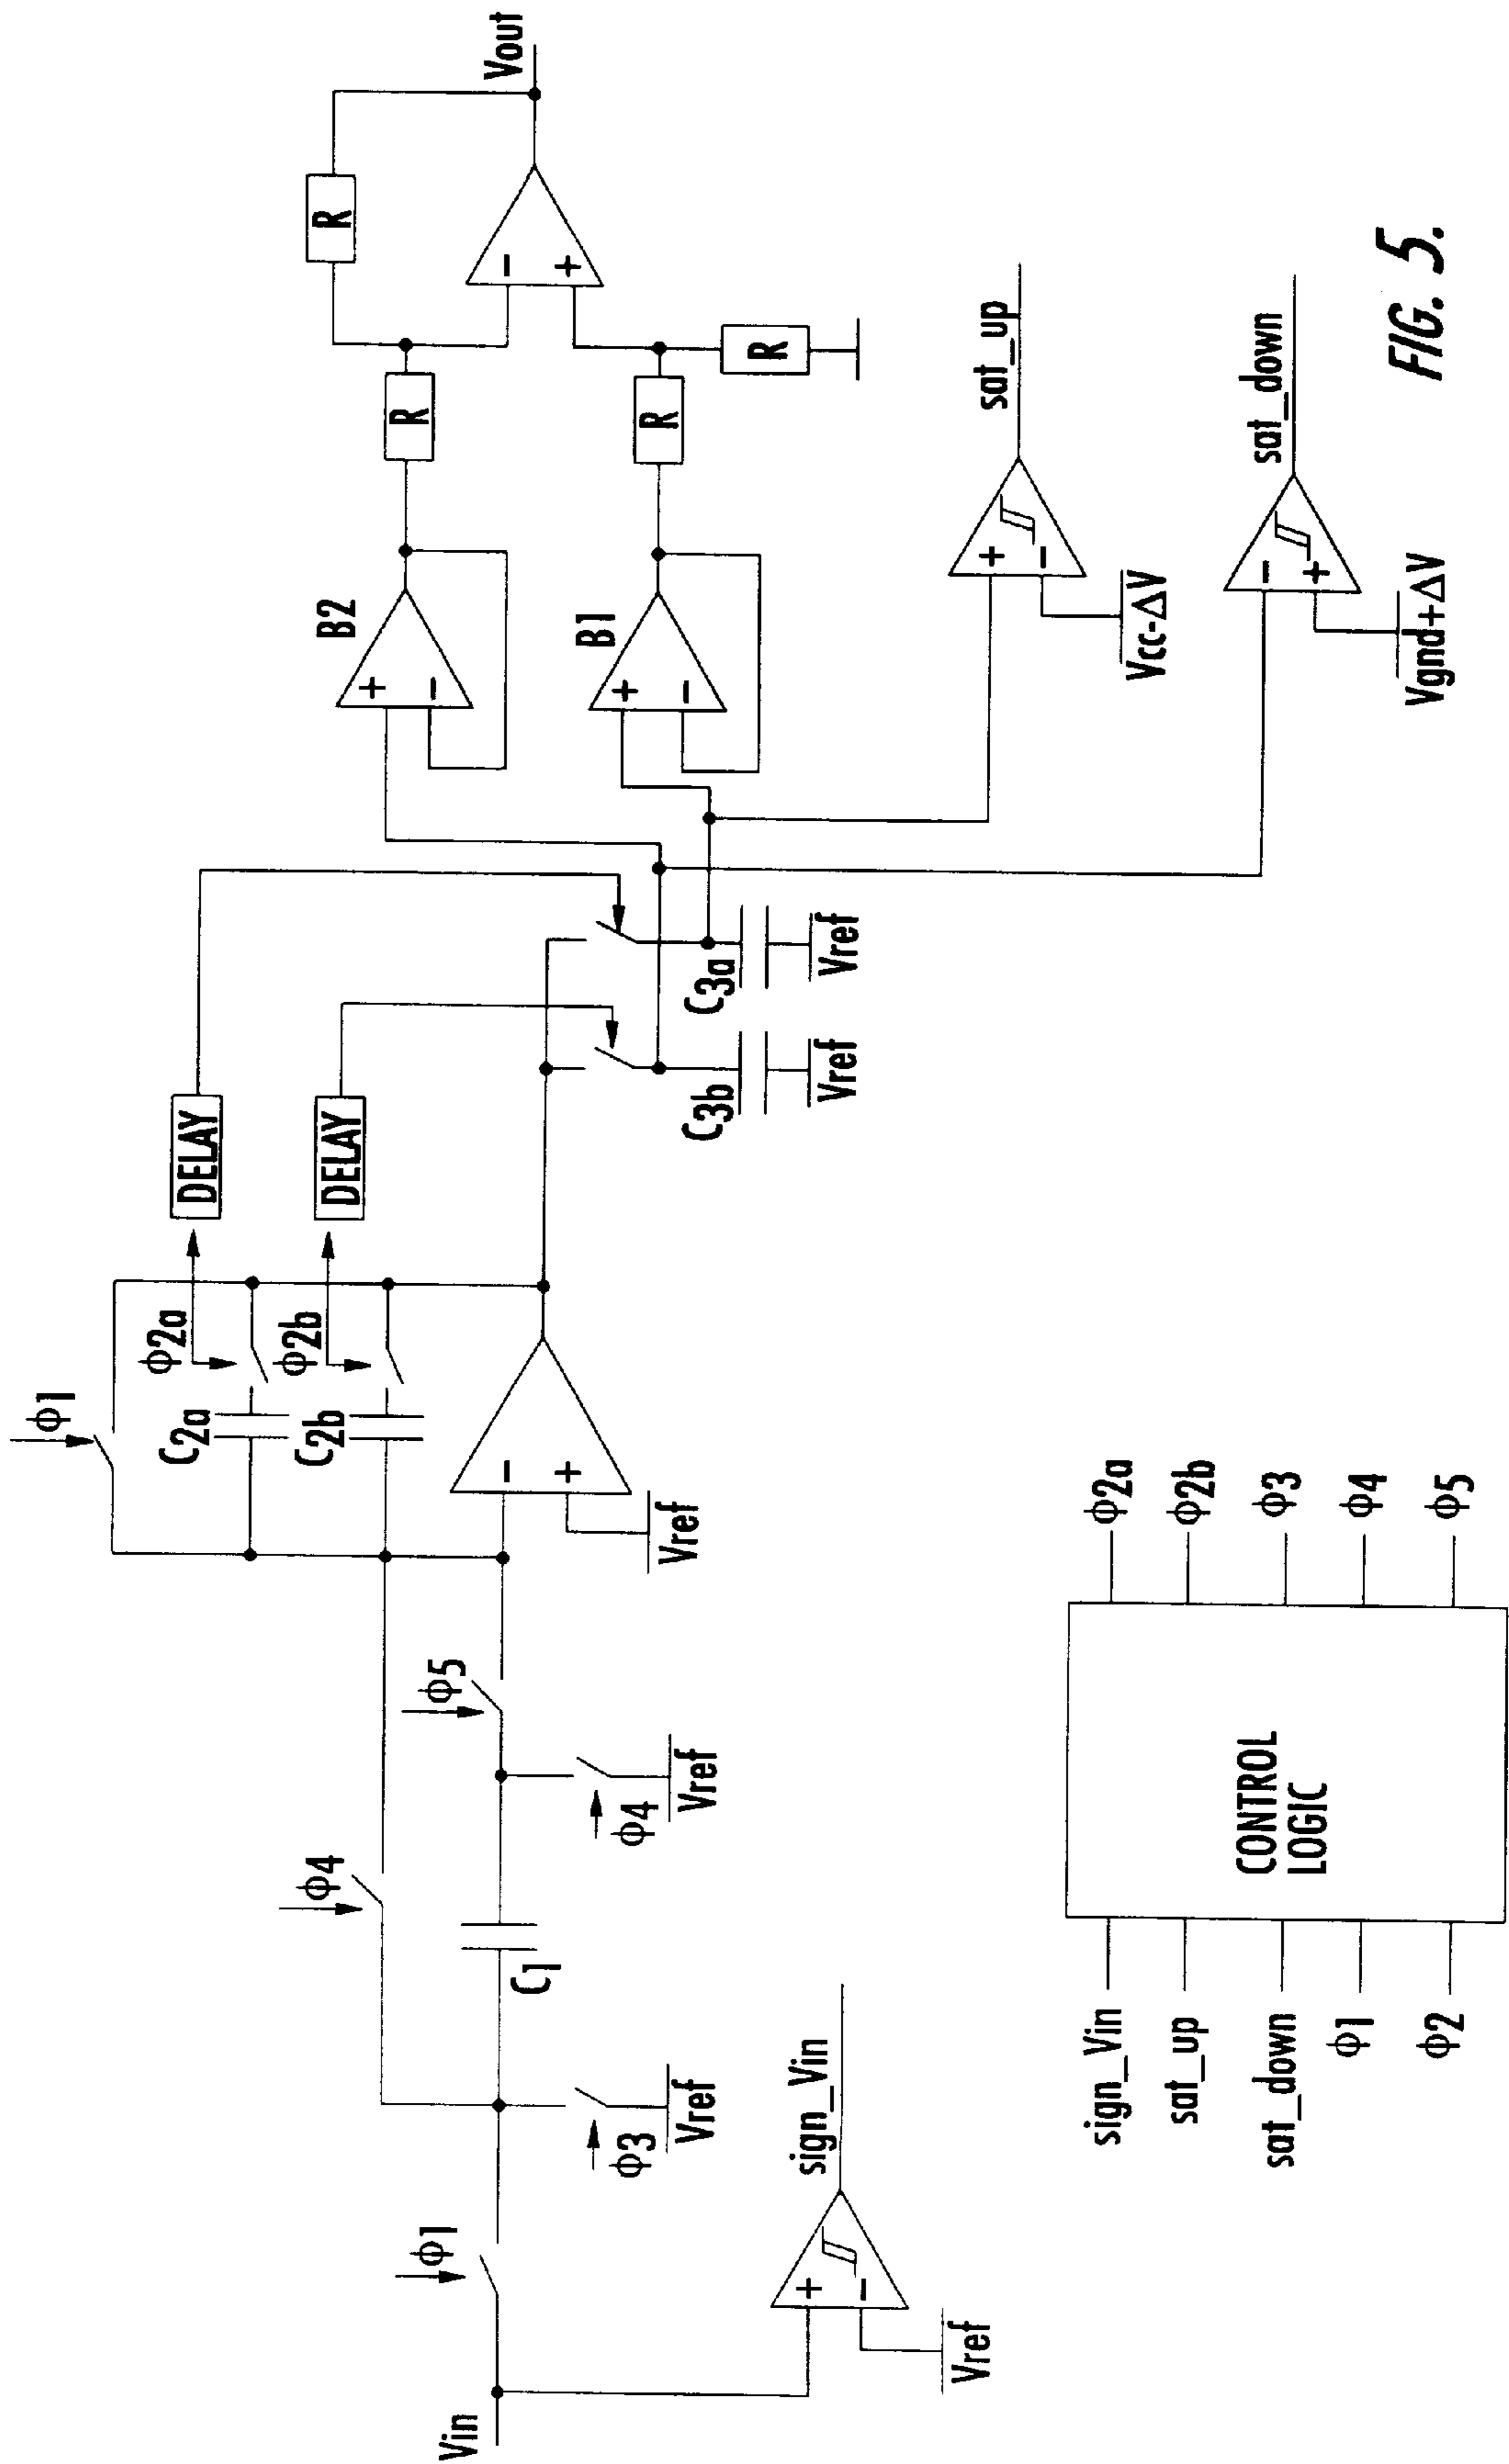 Vin
ϕ1
ϕ3
Vref
C1
ϕ4
ϕ4
Vref
ϕ5
Vref
sign_Vin
Vref
ϕ1
C2a
ϕ2a
C2b
ϕ2b
DELAY
DELAY
-
+
C3b
Vref
C3a
Vref
B2
+
-
B1
+
-
R
R
R
R
-
+
Vout
+
-
Vcc-ΔV
sat_up
-
+
Vgnd+ΔV
sat_down
+
-
sign_Vin
sat_up
sat_down
ϕ1
ϕ2
CONTROL
LOGIC
ϕ2a
ϕ2b
ϕ3
ϕ4
ϕ5
FIG. 5.